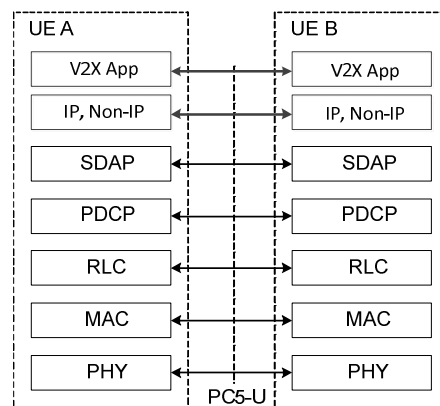 UE A UE B
V2X App V2X App
IP, Non-IP IP, Non-IP
SDAP SDAP
PDCP PDCP
RLC RLC
MAC MAC
PHY PHY
PC5-U